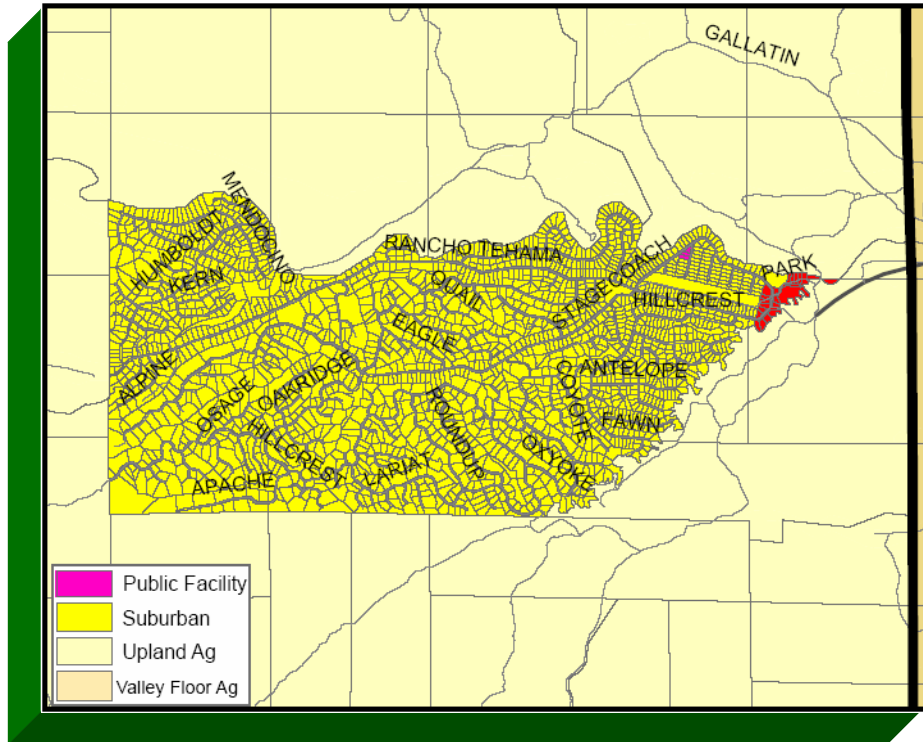 GALLATIN
MENDOCINO
HUMBOLDT
KERN
RANCHO TEHAMA
STAGECOACH
PARK
QUAIL
HILLCREST
EAGLE
ALPINE
OSAGE
OAKRIDGE
ANTELOPE
COYOTE
FAWN
ROUNDUP
HILLCREST
OXYOKE
LARIAT
APACHE
Public Facility
Suburban
Upland Ag
Valley Floor Ag